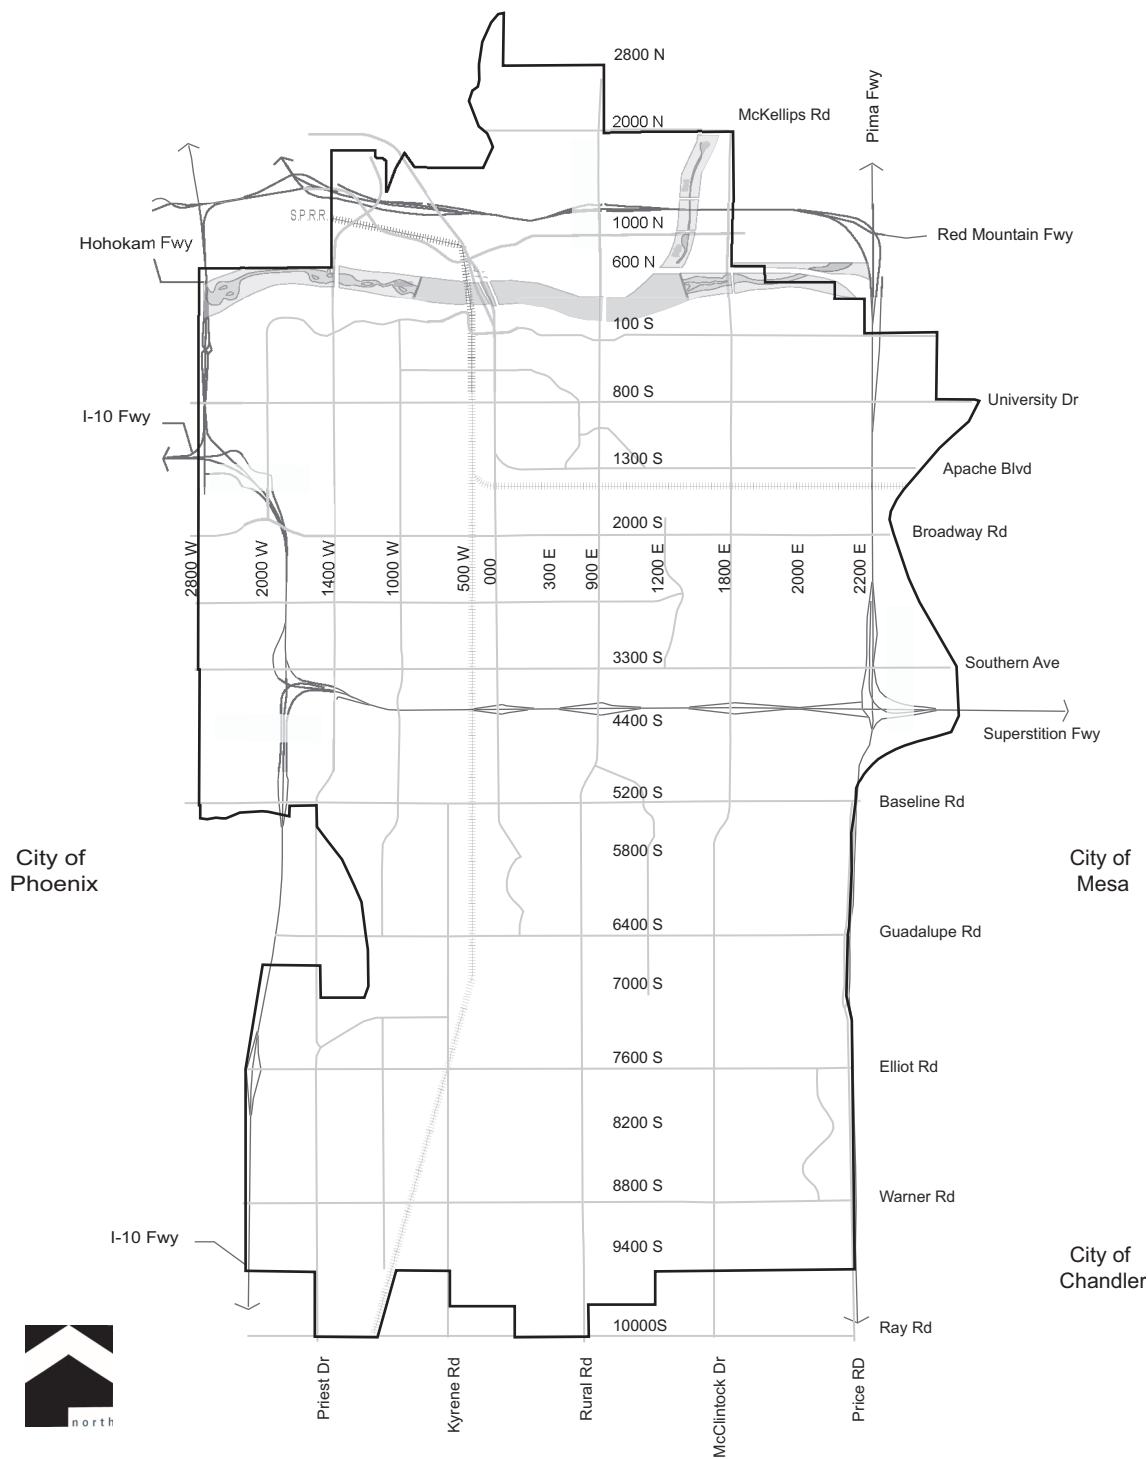 2800 N
Pima Fwy
McKellips Rd
2000 N
S.P.R.R.
1000 N
Red Mountain Fwy
Hohokam Fwy
600 N
100 S
800 S
University Dr
I-10 Fwy
1300 S
Apache Blvd
2000 S
Broadway Rd
2800 W
2000 W
1400 W
1000 W
500 W
000
300 E
900 E
1200 E
1800 E
2000 E
2200 E
3300 S
Southern Ave
4400 S
Superstition Fwy
5200 S
Baseline Rd
City of
Phoenix
5800 S
City of
Mesa
6400 S
Guadalupe Rd
7000 S
7600 S
Elliot Rd
8200 S
8800 S
Warner Rd
I-10 Fwy
9400 S
City of
Chandler
10000S
Ray Rd
Priest Dr
Kyrene Rd
Rural Rd
McClintock Dr
Price RD
north